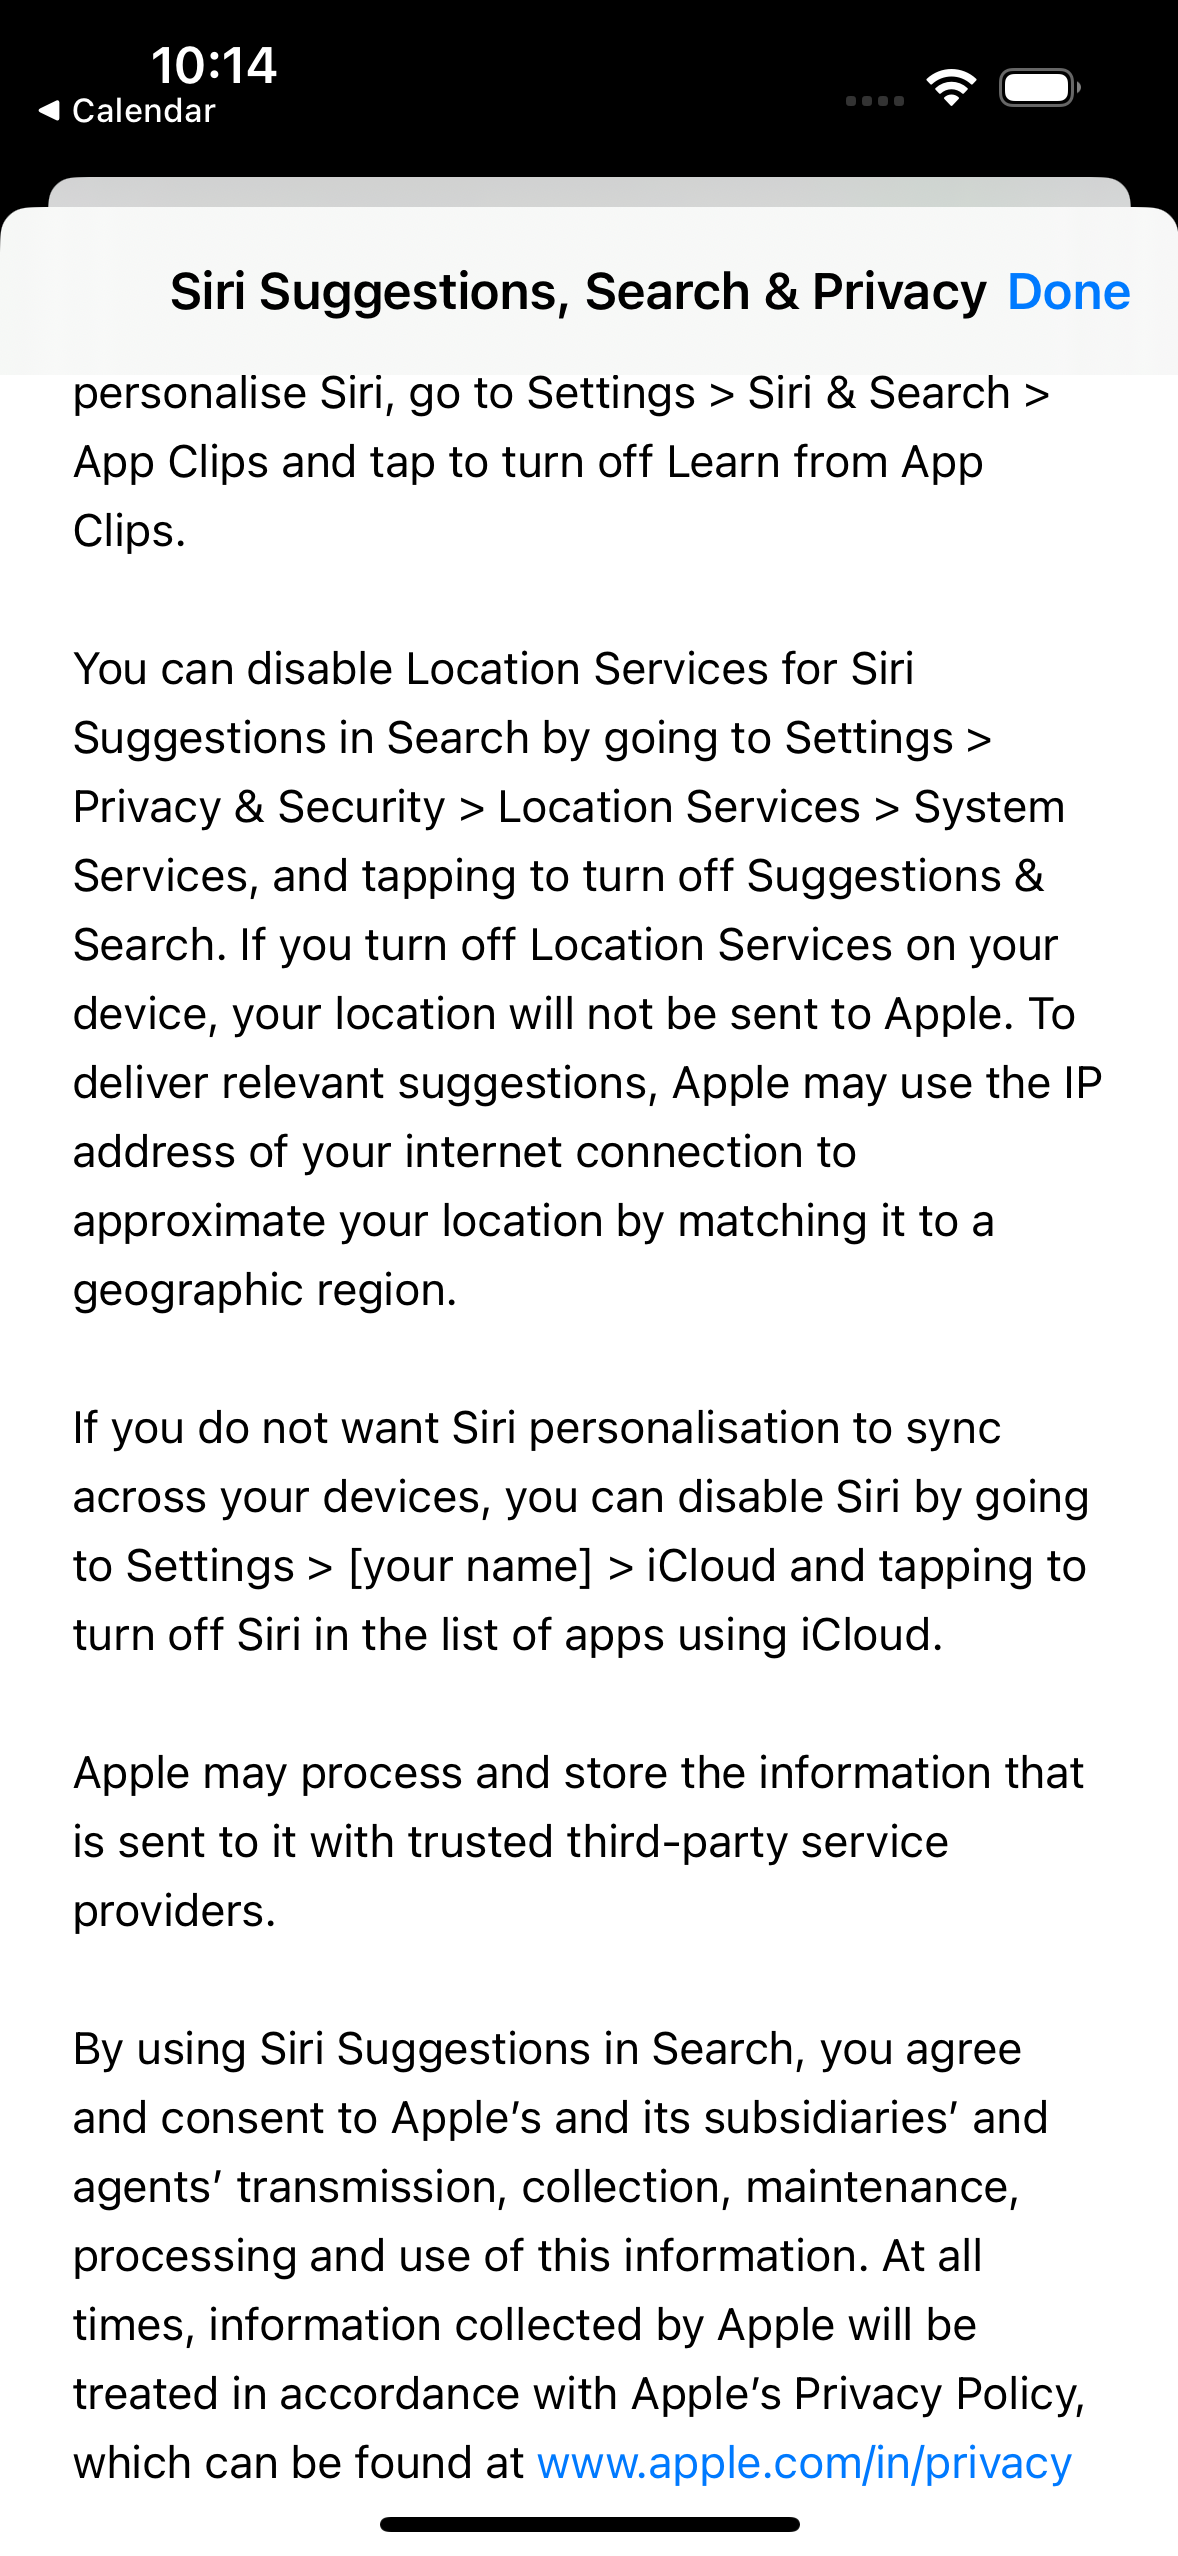 10:14
◀ Calendar
Siri Suggestions, Search & Privacy Done
personalise Siri, go to Settings > Siri & Search >
App Clips and tap to turn off Learn from App
Clips.
You can disable Location Services for Siri
Suggestions in Search by going to Settings >
Privacy & Security > Location Services > System
Services, and tapping to turn off Suggestions &
Search. If you turn off Location Services on your
device, your location will not be sent to Apple. To
deliver relevant suggestions, Apple may use the IP
address of your internet connection to
approximate your location by matching it to a
geographic region.
If you do not want Siri personalisation to sync
across your devices, you can disable Siri by going
to Settings > [your name] > iCloud and tapping to
turn off Siri in the list of apps using iCloud.
Apple may process and store the information that
is sent to it with trusted third-party service
providers.
By using Siri Suggestions in Search, you agree
and consent to Apple’s and its subsidiaries’ and
agents’ transmission, collection, maintenance,
processing and use of this information. At all
times, information collected by Apple will be
treated in accordance with Apple’s Privacy Policy,
which can be found at www.apple.com/in/privacy